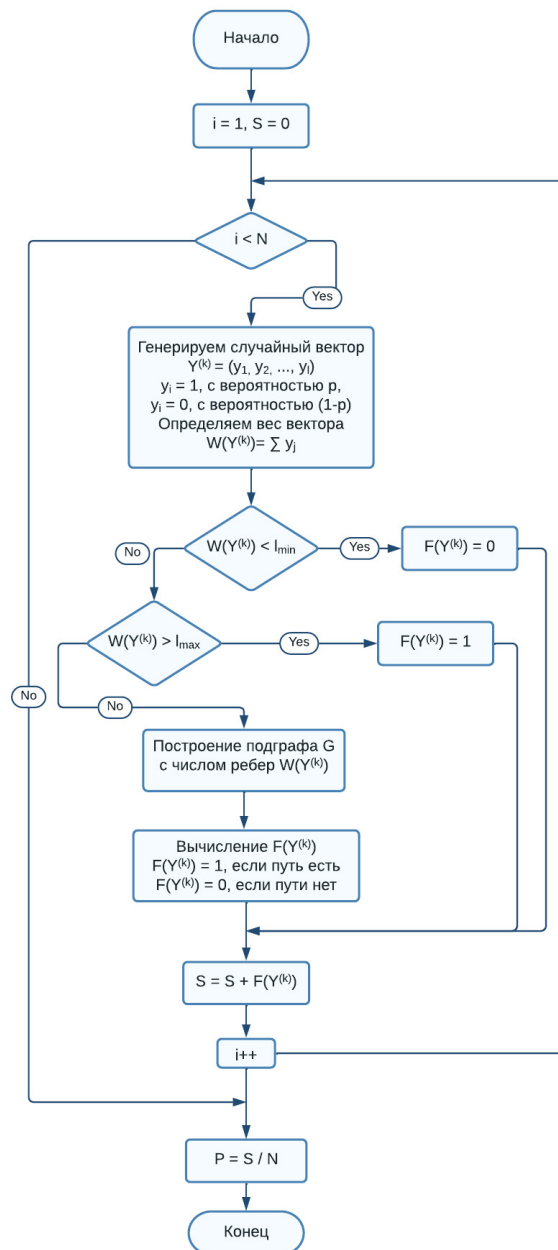 Начало
i = 1, S = 0
i < N
Yes
Генерируем случайный вектор
Y⁽ᵏ⁾ = (y₁, y₂, ..., yₗ)
yᵢ = 1, с вероятностью p,
yᵢ = 0, с вероятностью (1-p)
Определяем вес вектора
W(Y⁽ᵏ⁾)= ∑ yⱼ
W(Y⁽ᵏ⁾) < lmin
Yes
F(Y⁽ᵏ⁾) = 0
No
W(Y⁽ᵏ⁾) > lmax
Yes
F(Y⁽ᵏ⁾) = 1
No
No
Построение подграфа G
с числом ребер W(Y⁽ᵏ⁾)
Вычисление F(Y⁽ᵏ⁾)
F(Y⁽ᵏ⁾) = 1, если путь есть
F(Y⁽ᵏ⁾) = 0, если пути нет
S = S + F(Y⁽ᵏ⁾)
i++
P = S / N
Конец